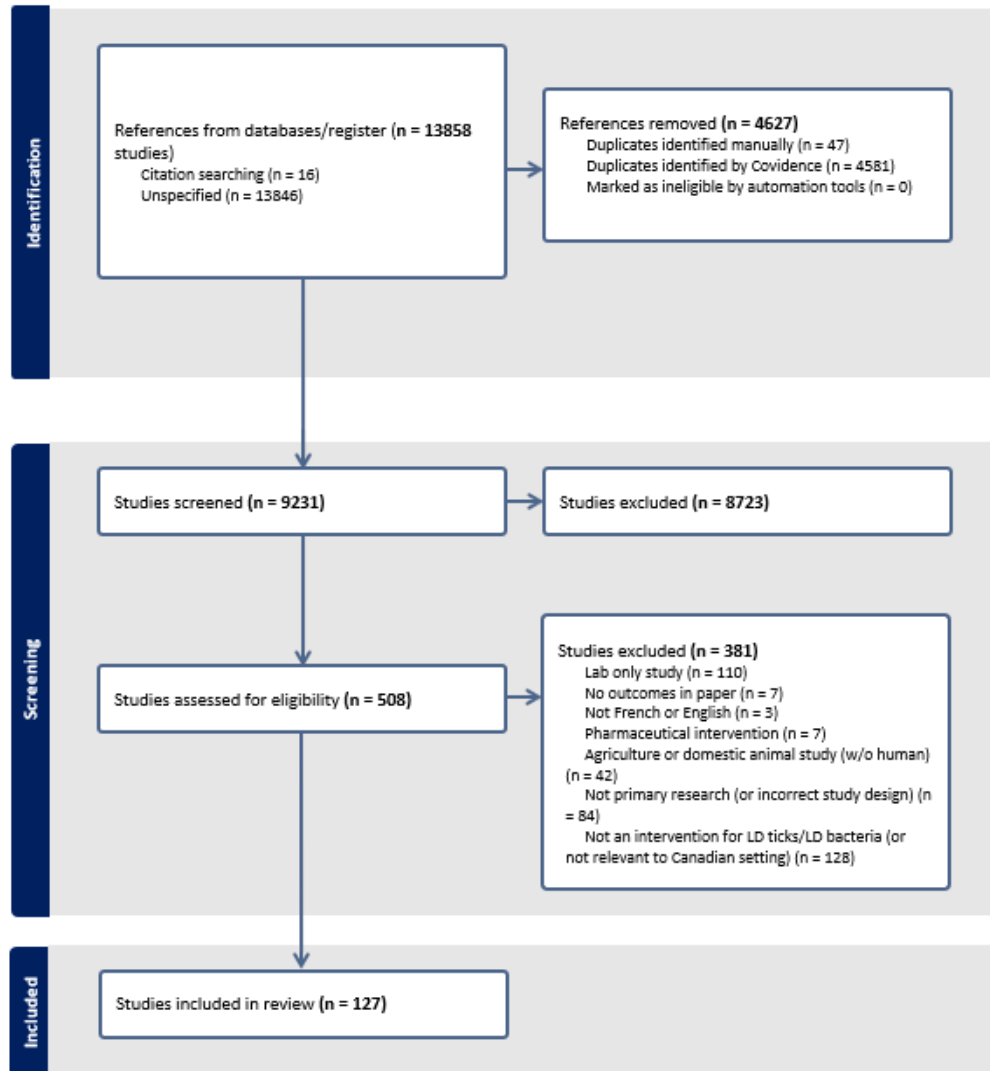 Identification
References from databases/register (n = 13858
studies)
Citation searching (n = 16)
Unspecified (n = 13846)
References removed (n = 4627)
Duplicates identified manually (n = 47)
Duplicates identified by Covidence (n = 4581)
Marked as ineligible by automation tools (n = 0)
Screening
Studies screened (n = 9231)
Studies excluded (n = 8723)
Studies assessed for eligibility (n = 508)
Studies excluded (n = 381)
Lab only study (n = 110)
No outcomes in paper (n = 7)
Not French or English (n = 3)
Pharmaceutical intervention (n = 7)
Agriculture or domestic animal study (w/o human)
(n = 42)
Not primary research (or incorrect study design) (n
= 84)
Not an intervention for LD ticks/LD bacteria (or
not relevant to Canadian setting) (n = 128)
Included
Studies included in review (n = 127)